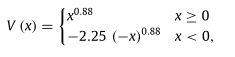 V (x) = { x^0.88 x ≥ 0
−2.25 (−x)^0.88 x < 0,